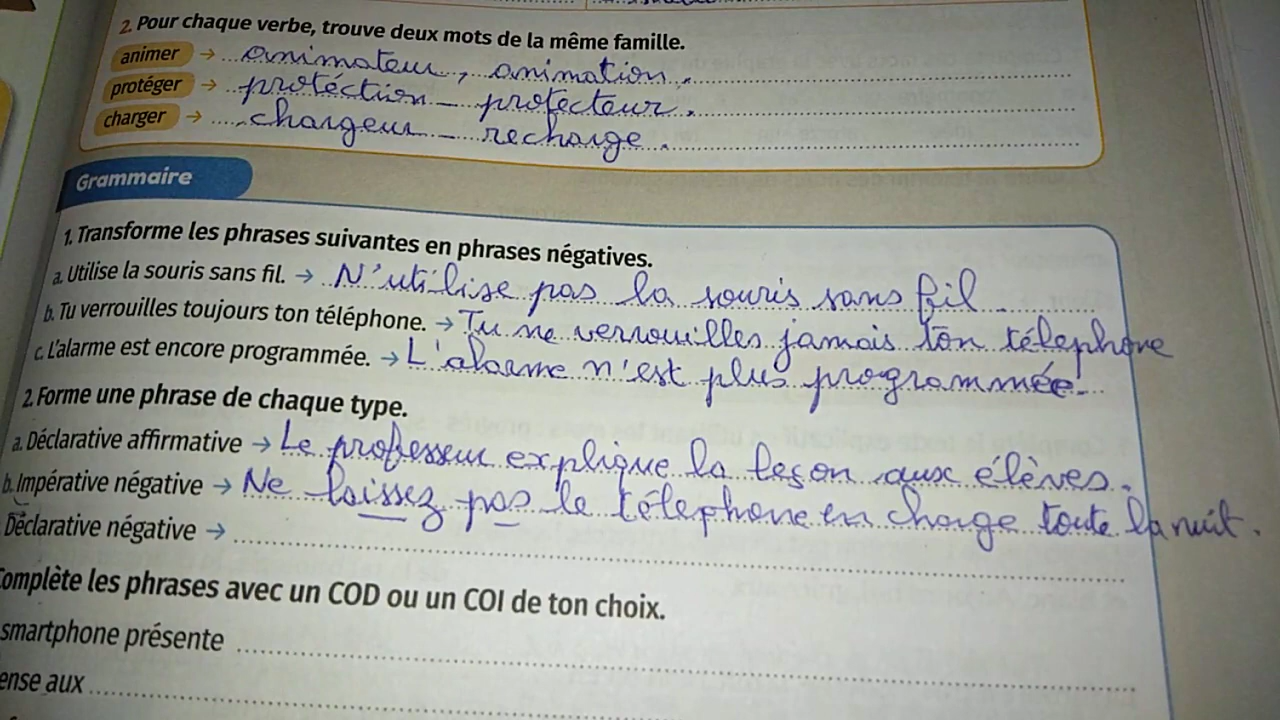 2. Pour chaque verbe, trouve deux mots de la même famille.
animer → animateur, animation.
protéger → protéction – protecteur.
charger → chargeur – recharge.
Grammaire
1. Transforme les phrases suivantes en phrases négatives.
a. Utilise la souris sans fil. → N'utilise pas la souris sans fil
b. Tu verrouilles toujours ton téléphone. → Tu ne verrouilles jamais ton télephone
c. L'alarme est encore programmée. → L'alarme n'est plus programmée.
2. Forme une phrase de chaque type.
a. Déclarative affirmative → Le professeur explique la leçon aux élèves.
b. Impérative négative → Ne laissez pas le télephone en charge toute la nuit.
Déclarative négative →
Complète les phrases avec un COD ou un COI de ton choix.
smartphone présente
ense aux